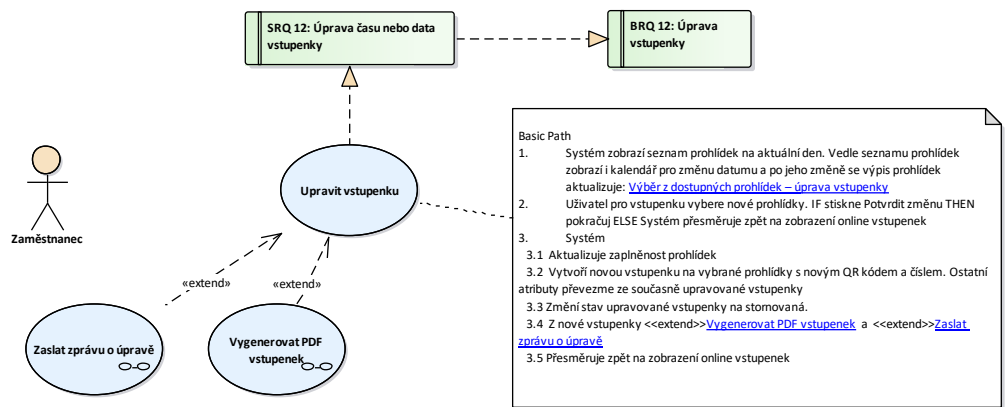 SRQ 12: Úprava času nebo data
vstupenky
BRQ 12: Úprava
vstupenky
Zaměstnanec
Upravit vstupenku
«extend»
«extend»
Zaslat zprávu o úpravě
Vygenerovat PDF
vstupenek
Basic Path
1. Systém zobrazí seznam prohlídek na aktuální den. Vedle seznamu prohlídek
zobrazí i kalendář pro změnu datumu a po jeho změně se výpis prohlídek
aktualizuje: Výběr z dostupných prohlídek – úprava vstupenky
2. Uživatel pro vstupenku vybere nové prohlídky. IF stiskne Potvrdit změnu THEN
pokračuj ELSE Systém přesměruje zpět na zobrazení online vstupenek
3. Systém
3.1 Aktualizuje zaplněnost prohlídek
3.2 Vytvoří novou vstupenku na vybrané prohlídky s novým QR kódem a číslem. Ostatní
atributy převezme ze současně upravované vstupenky
3.3 Změní stav upravované vstupenky na stornovaná.
3.4 Z nové vstupenky <<extend>>Vygenerovat PDF vstupenek a <<extend>>Zaslat
zprávu o úpravě
3.5 Přesměruje zpět na zobrazení online vstupenek